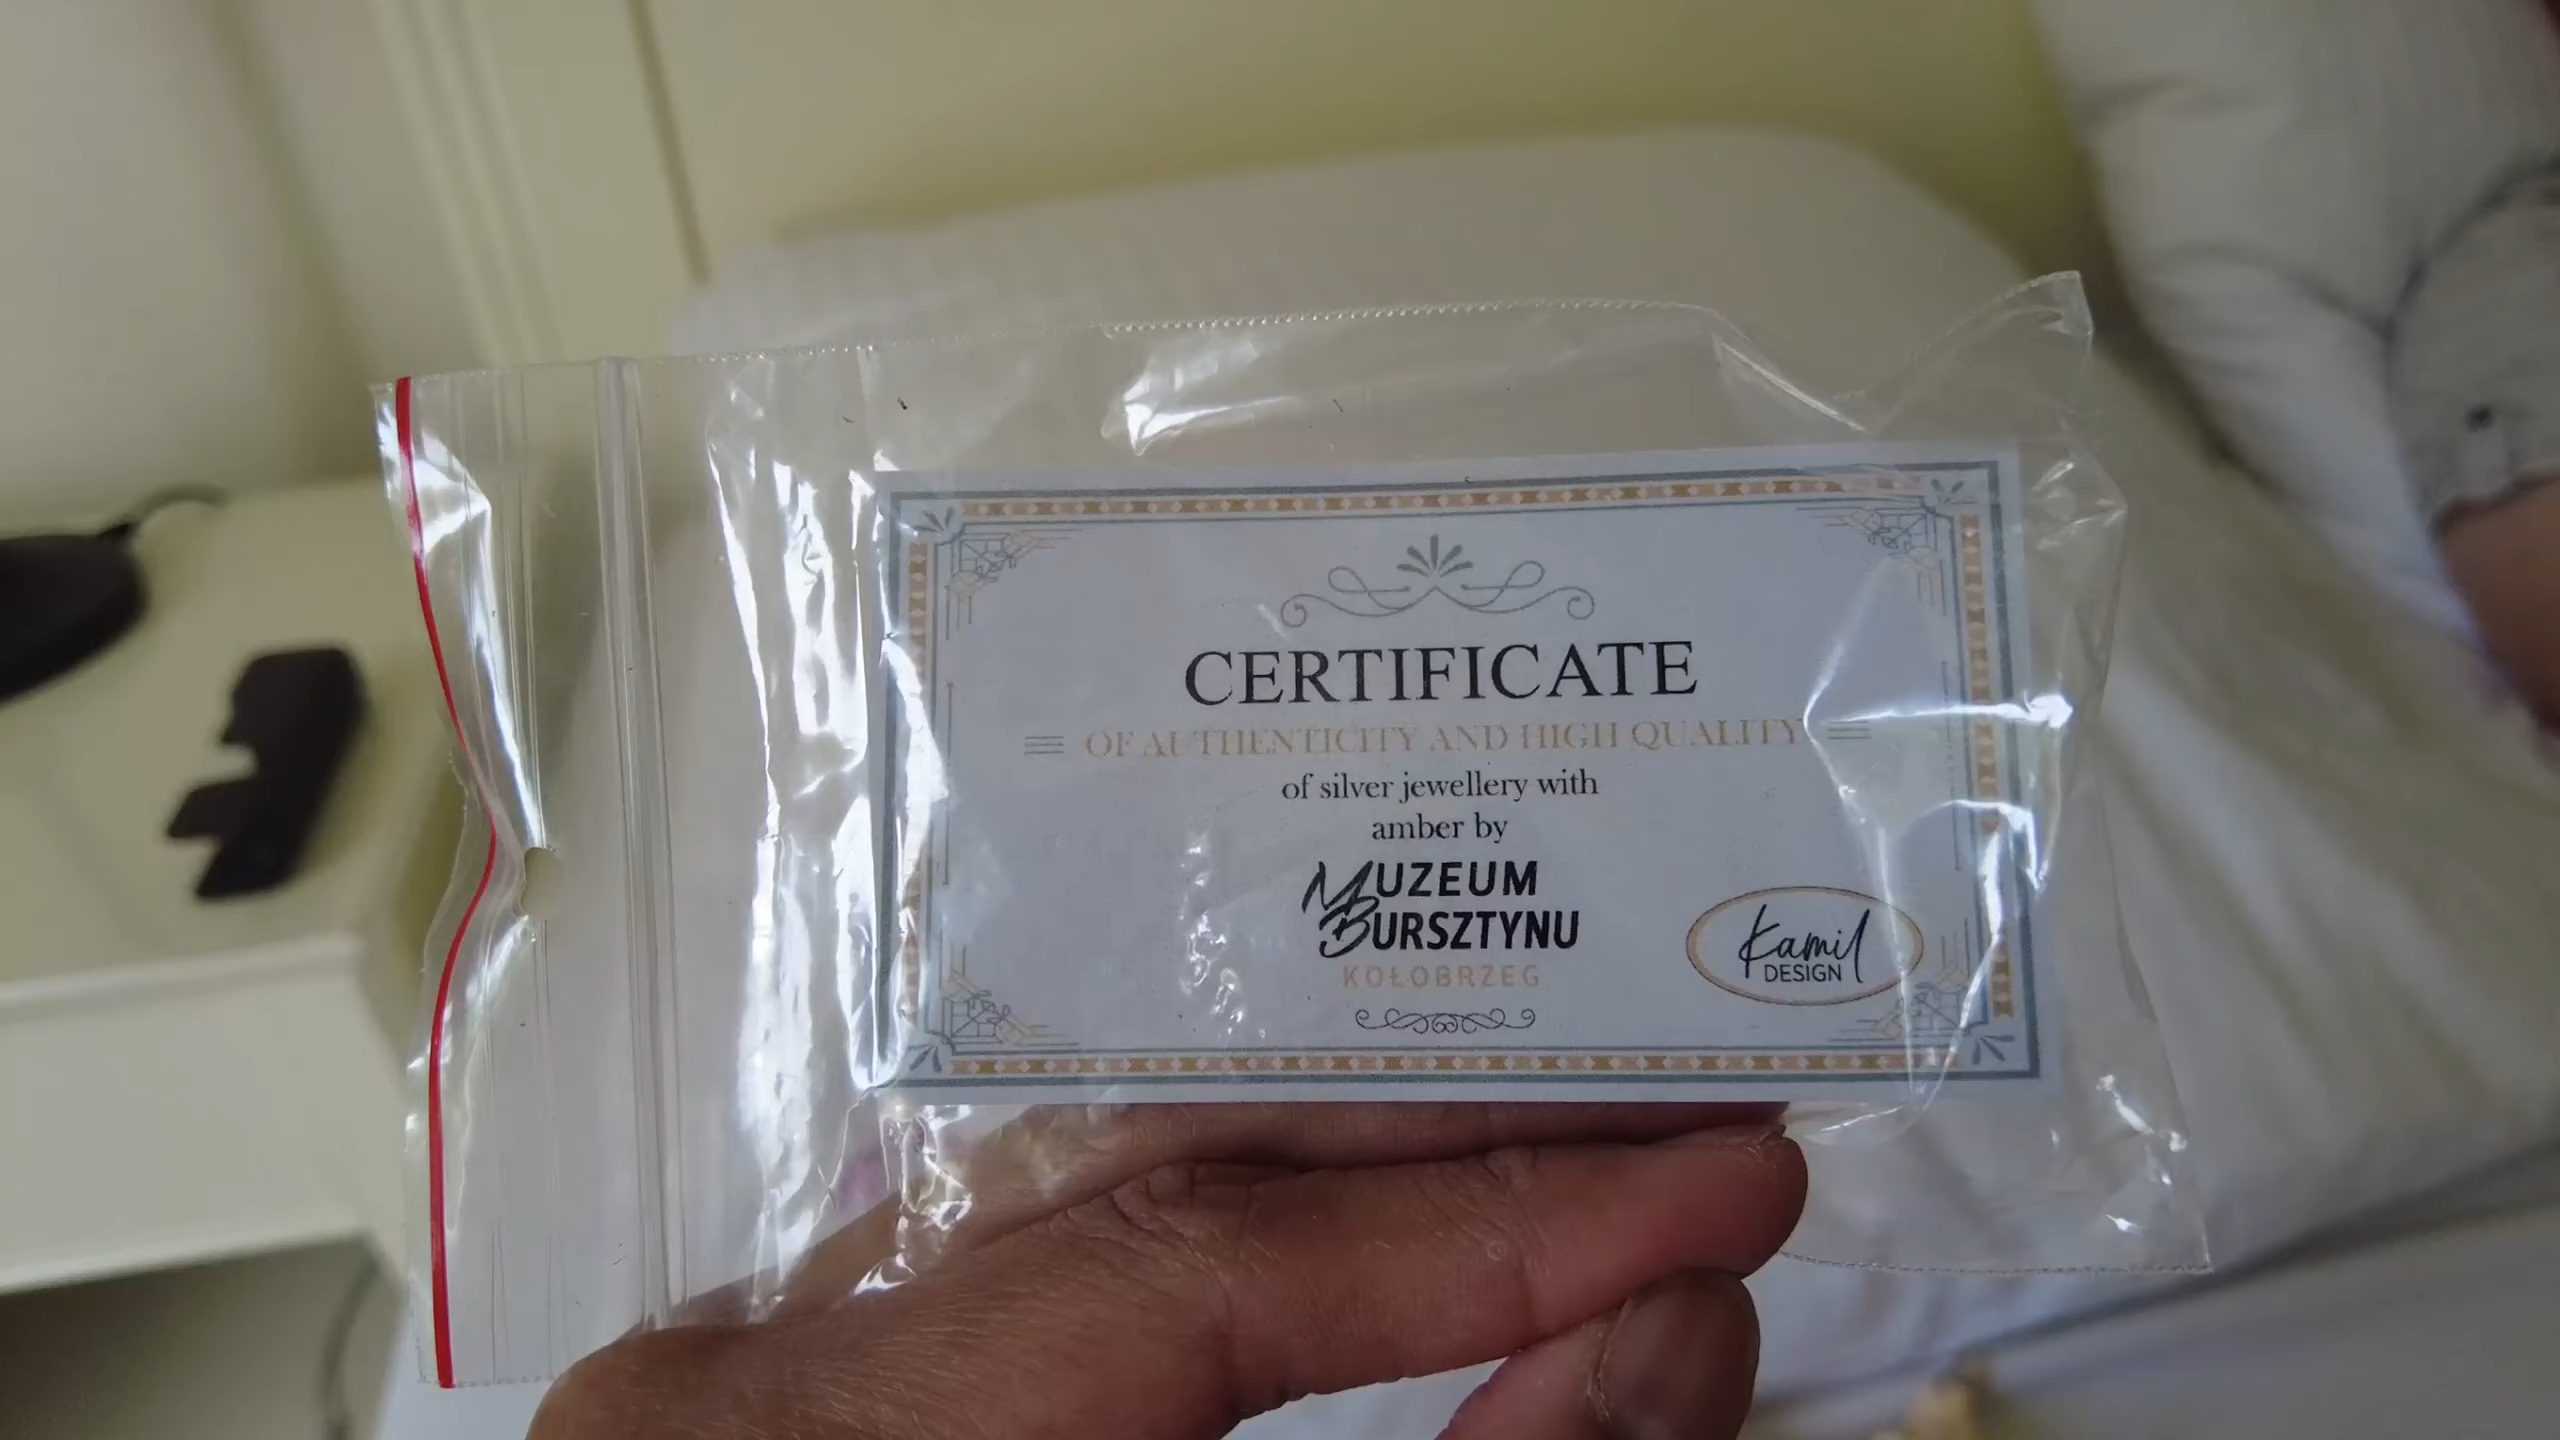 CERTIFICATE
OF AUTHENTICITY AND HIGH QUALITY
of silver jewellery with
amber by
MUZEUM
BURSZTYNU
KOŁOBRZEG
Kamil
DESIGN